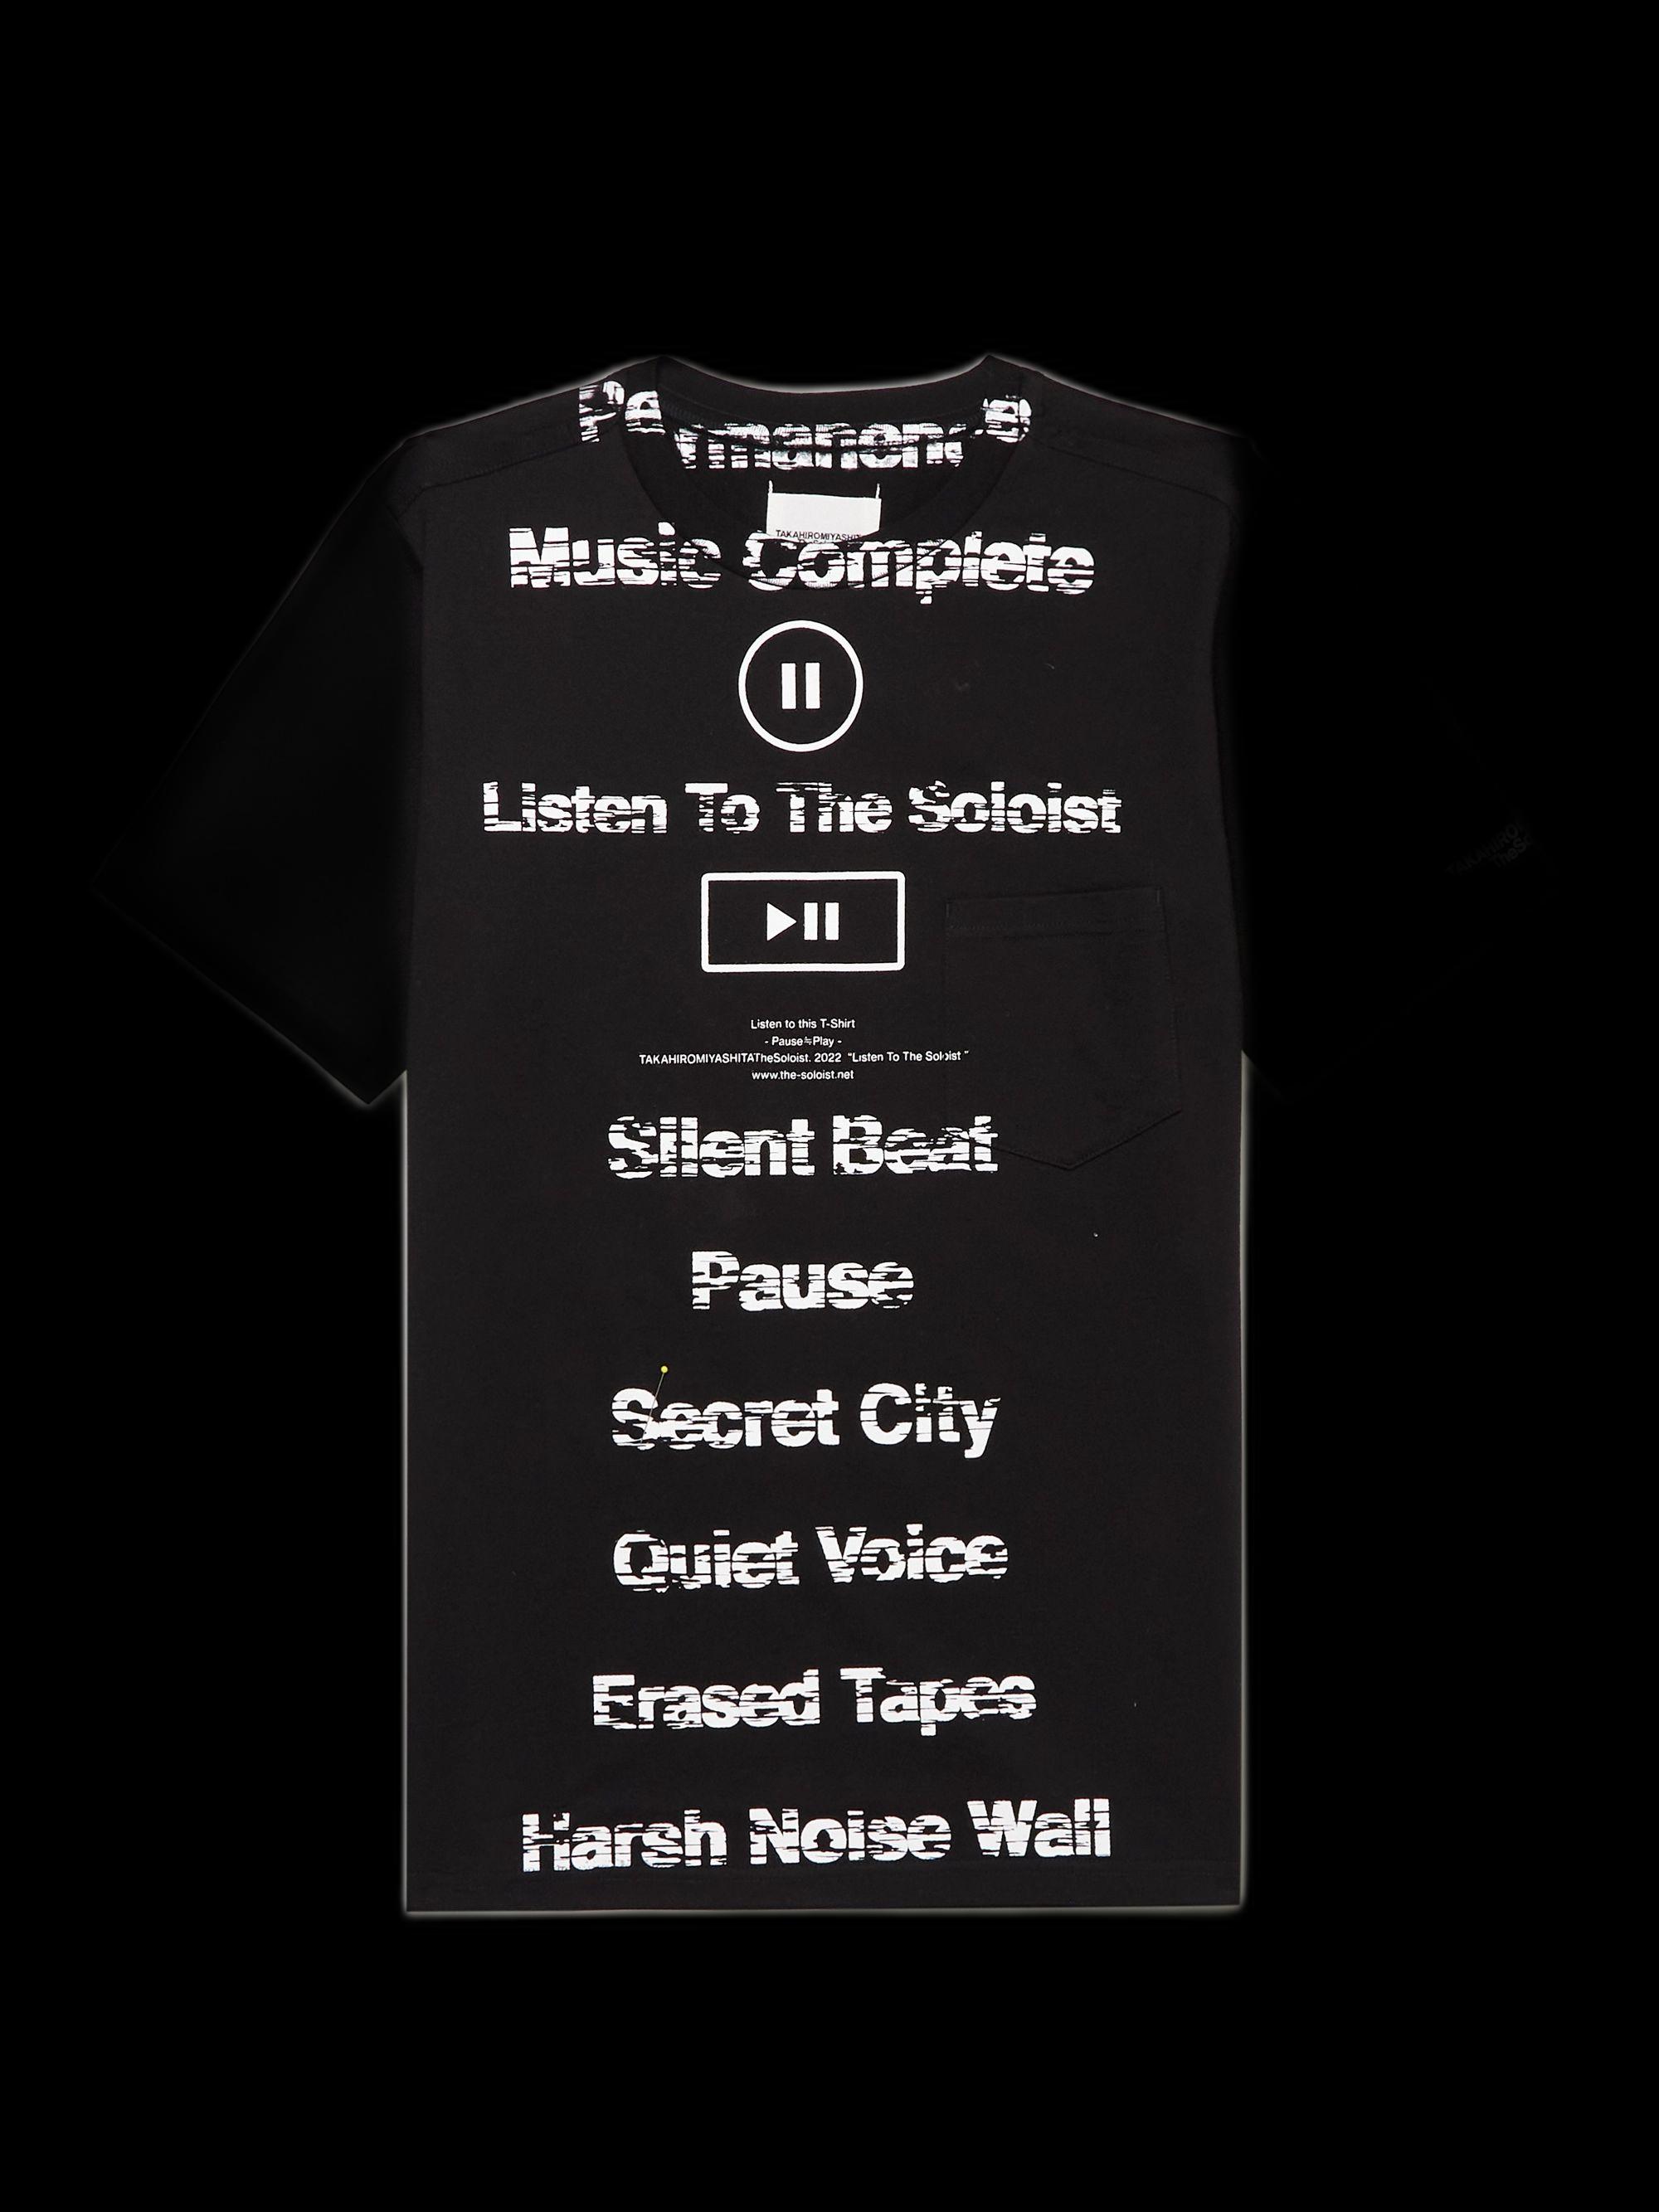 Permanence
TAKAHIROMIYASHIT
Music Complete
Listen To The Soloist
Listen to this T-Shirt
- Pause≒Play -
TAKAHIROMIYASHITATheSoloist. 2022 "Listen To The Soloist"
www.the-soloist.net
Silent Beat
Pause
Secret City
Quiet Voice
Erased Tapes
Harsh Noise Wall